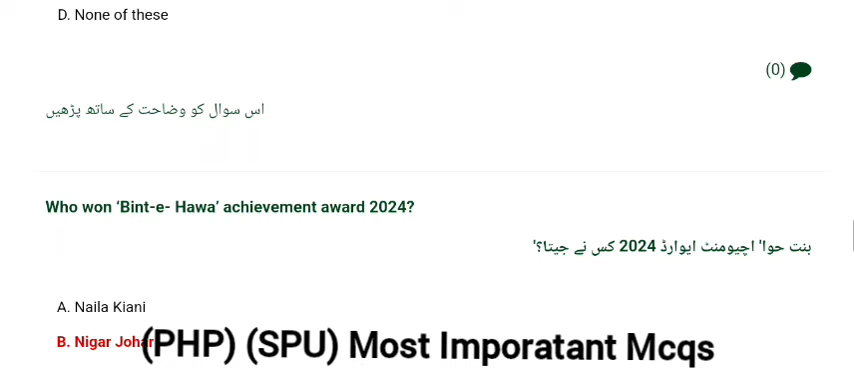 D. None of these
(0)
اس سوال کو وضاحت کے ساتھ پڑھیں
Who won ‘Bint-e- Hawa’ achievement award 2024?
بنت حوا' اچیومنٹ ایوارڈ 2024 کس نے جیتا؟'
A. Naila Kiani
B. Nigar Johar
(PHP) (SPU) Most Imporatant Mcqs